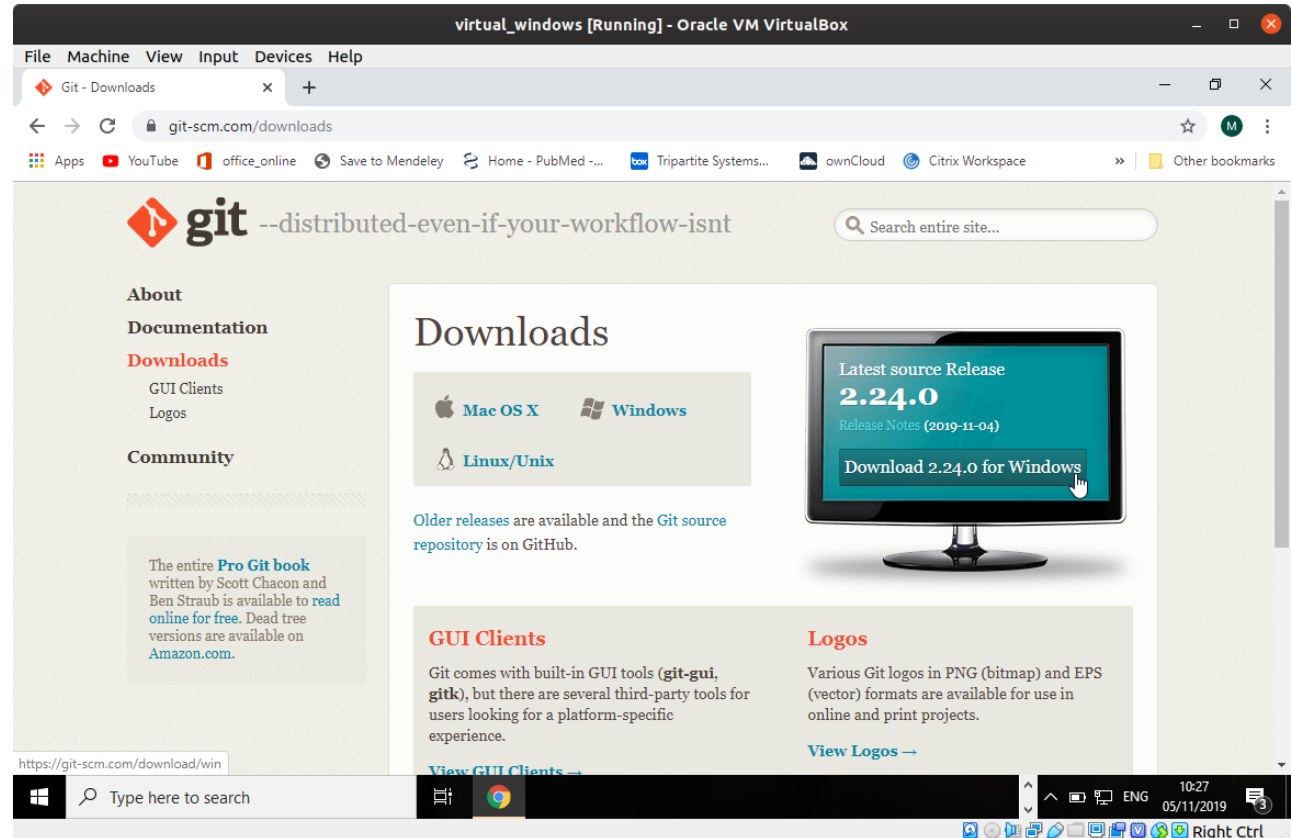 virtual_windows [Running] - Oracle VM VirtualBox
File Machine View Input Devices Help
Git - Downloads
git-scm.com/downloads
M
Apps YouTube office_online Save to Mendeley Home - PubMed -... box Tripartite Systems... ownCloud Citrix Workspace » Other bookmarks
git --distributed-even-if-your-workflow-isnt
Search entire site...
About
Documentation
Downloads
GUI Clients
Logos
Community
The entire Pro Git book
written by Scott Chacon and
Ben Straub is available to read
online for free. Dead tree
versions are available on
Amazon.com.
Downloads
Mac OS X Windows
Linux/Unix
Older releases are available and the Git source
repository is on GitHub.
Latest source Release
2.24.0
Release Notes (2019-11-04)
Download 2.24.0 for Windows
GUI Clients
Git comes with built-in GUI tools (git-gui,
gitk), but there are several third-party tools for
users looking for a platform-specific
experience.
View GUI Clients →
Logos
Various Git logos in PNG (bitmap) and EPS
(vector) formats are available for use in
online and print projects.
View Logos →
https://git-scm.com/download/win
Type here to search
ENG
10:27
05/11/2019
3
Right Ctrl